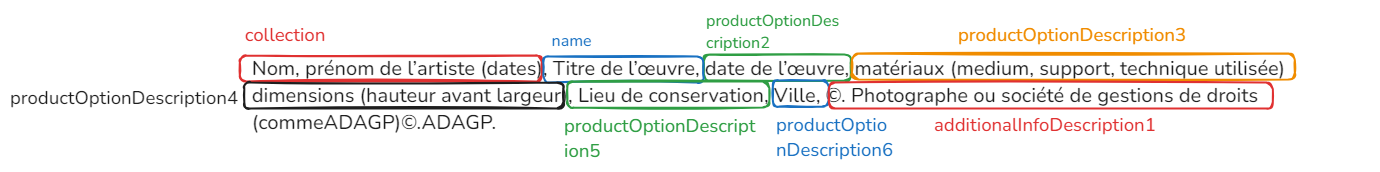 productOptionDes
collection
name
cription2
productOptionDescription3
Nom, prénom de l’artiste (dates), Titre de l’œuvre, date de l’œuvre, matériaux (medium, support, technique utilisée)
productOptionDescription4
dimensions (hauteur avant largeur), Lieu de conservation, Ville, ©. Photographe ou société de gestions de droits
(commeADAGP)©.ADAGP.
productOptionDescript
ion5
productOptio
nDescription6
additionalInfoDescription1